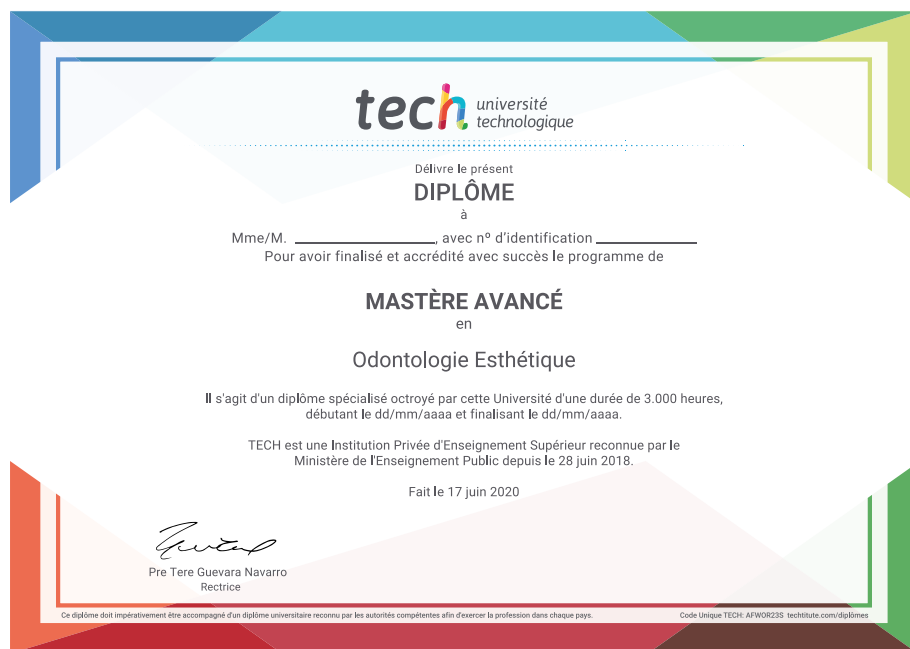 tech université
technologique
Délivre le présent
DIPLÔME
à
Mme/M. ____________, avec nº d'identification ____________
Pour avoir finalisé et accrédité avec succès le programme de
MASTÈRE AVANCÉ
en
Odontologie Esthétique
Il s'agit d'un diplôme spécialisé octroyé par cette Université d'une durée de 3.000 heures,
débutant le dd/mm/aaaa et finalisant le dd/mm/aaaa.
TECH est une Institution Privée d'Enseignement Supérieur reconnue par le
Ministère de l'Enseignement Public depuis le 28 juin 2018.
Fait le 17 juin 2020
Pre Tere Guevara Navarro
Rectrice
Ce diplôme doit impérativement être accompagné d'un diplôme universitaire reconnu par les autorités compétentes afin d'exercer la profession dans chaque pays.
Code Unique TECH: AFWOR23S techtitute.com/diplômes